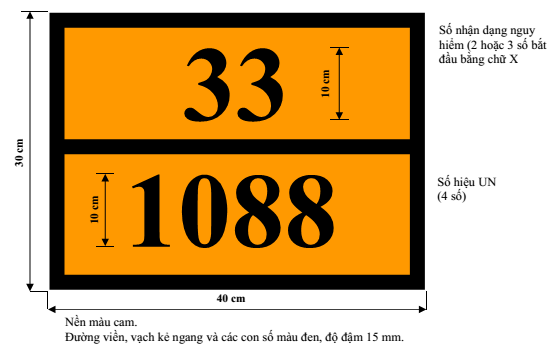 33
10 cm
Số nhận dạng nguy
hiểm (2 hoặc 3 số bắt
đầu bằng chữ X
30 cm
1088
10 cm
Số hiệu UN
(4 số)
40 cm
Nền màu cam.
Đường viền, vạch kẻ ngang và các con số màu đen, độ đậm 15 mm.